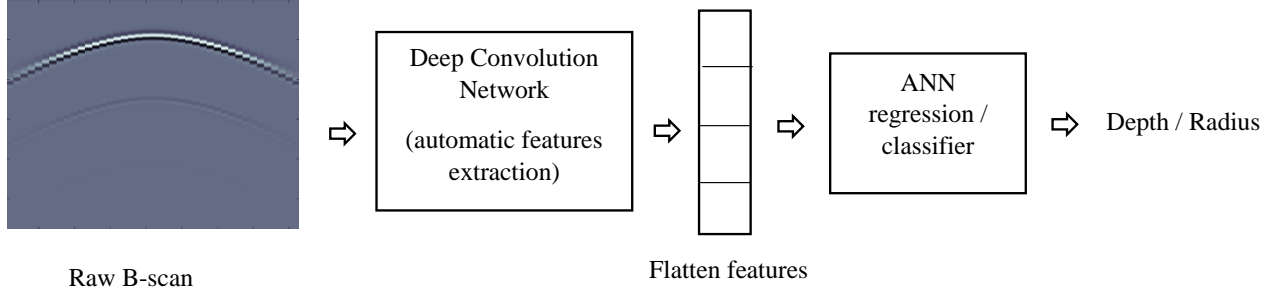 Deep Convolution
Network
(automatic features
extraction)
ANN
regression /
classifier
Depth / Radius
Raw B-scan
Flatten features